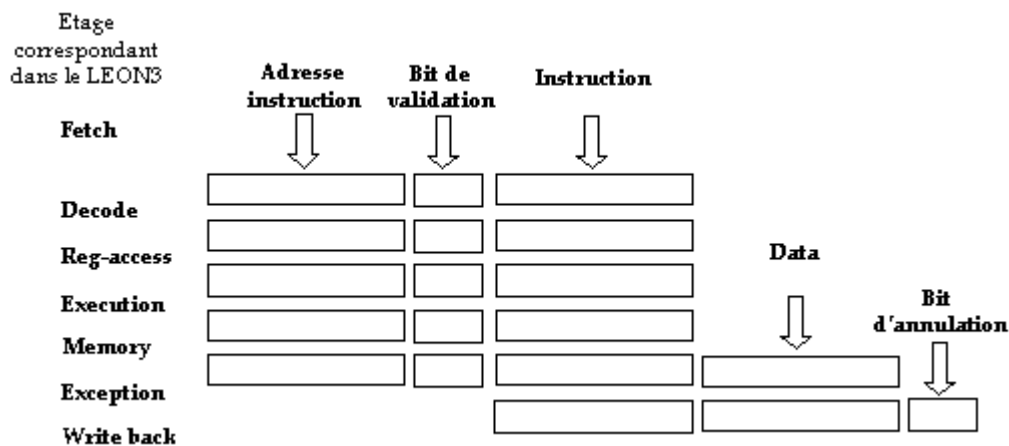 Etage
correspondant
dans le LEON3
Adresse
instruction
Bit de
validation
Instruction
Fetch
Decode
Reg-access
Data
Execution
Bit
d'annulation
Memory
Exception
Write back